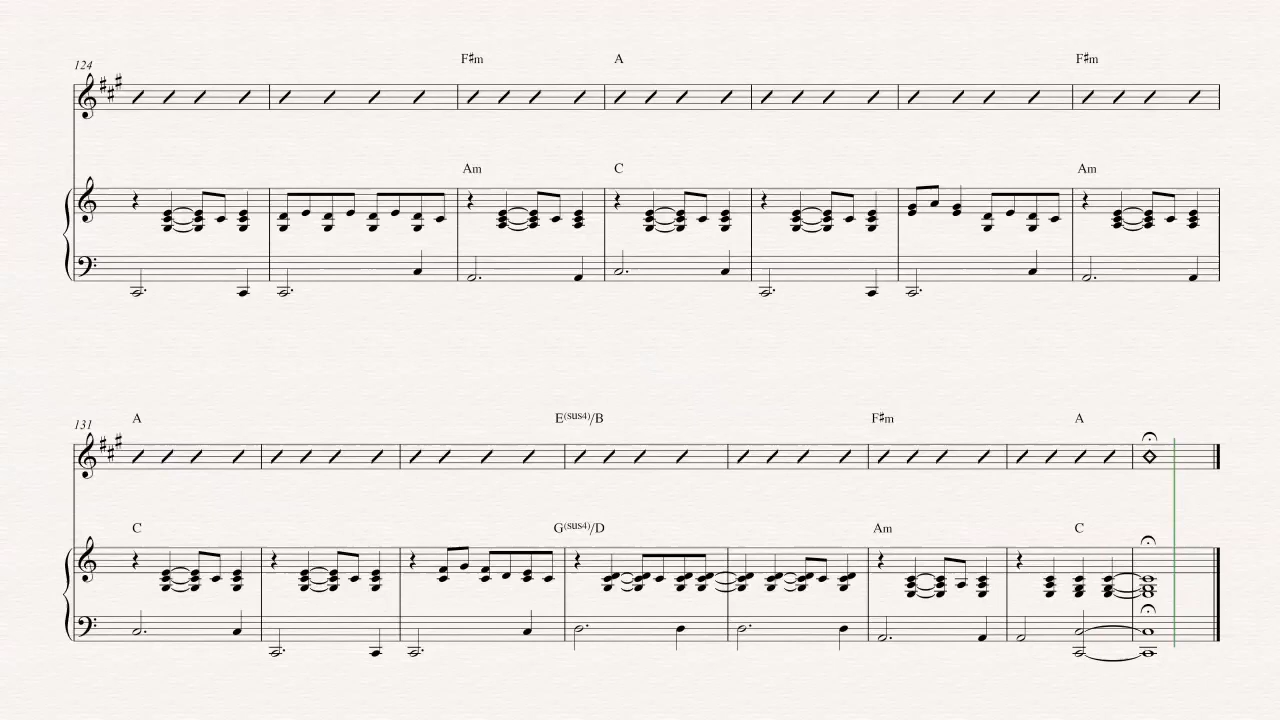 124
F♯m A F♯m
Am C Am
131
A E(sus4)/B F♯m A
C G(sus4)/D Am C